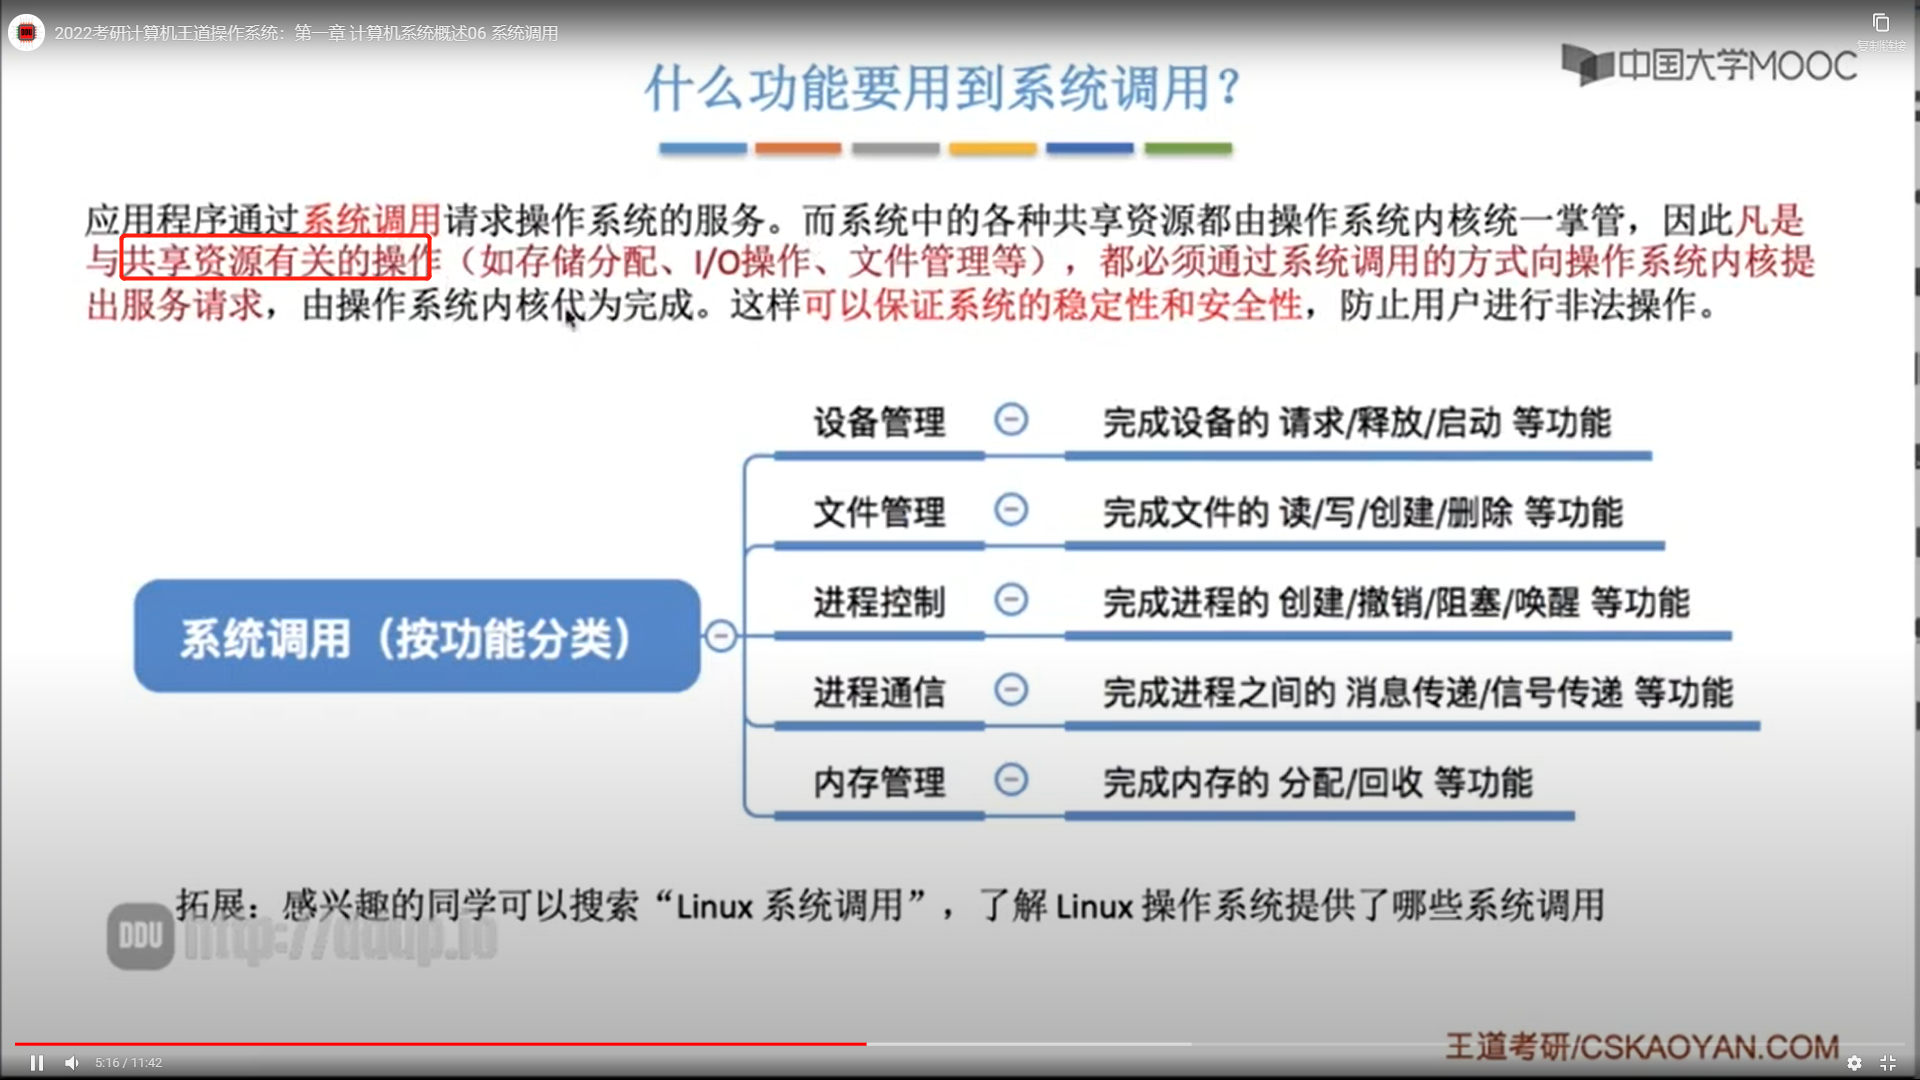 2022考研计算机王道操作系统：第一章 计算机系统概述06 系统调用
复制链接
中国大学MOOC
什么功能要用到系统调用？
应用程序通过系统调用请求操作系统的服务。而系统中的各种共享资源都由操作系统内核统一掌管，因此凡是
与共享资源有关的操作（如存储分配、I/O操作、文件管理等），都必须通过系统调用的方式向操作系统内核提
出服务请求，由操作系统内核代为完成。这样可以保证系统的稳定性和安全性，防止用户进行非法操作。
设备管理 完成设备的 请求/释放/启动 等功能
文件管理 完成文件的 读/写/创建/删除 等功能
系统调用（按功能分类）
进程控制 完成进程的 创建/撤销/阻塞/唤醒 等功能
进程通信 完成进程之间的 消息传递/信号传递 等功能
内存管理 完成内存的 分配/回收 等功能
拓展：感兴趣的同学可以搜索“Linux 系统调用”，了解 Linux 操作系统提供了哪些系统调用
DDU
王道考研/CSKAOYAN.COM
5:16 / 11:42